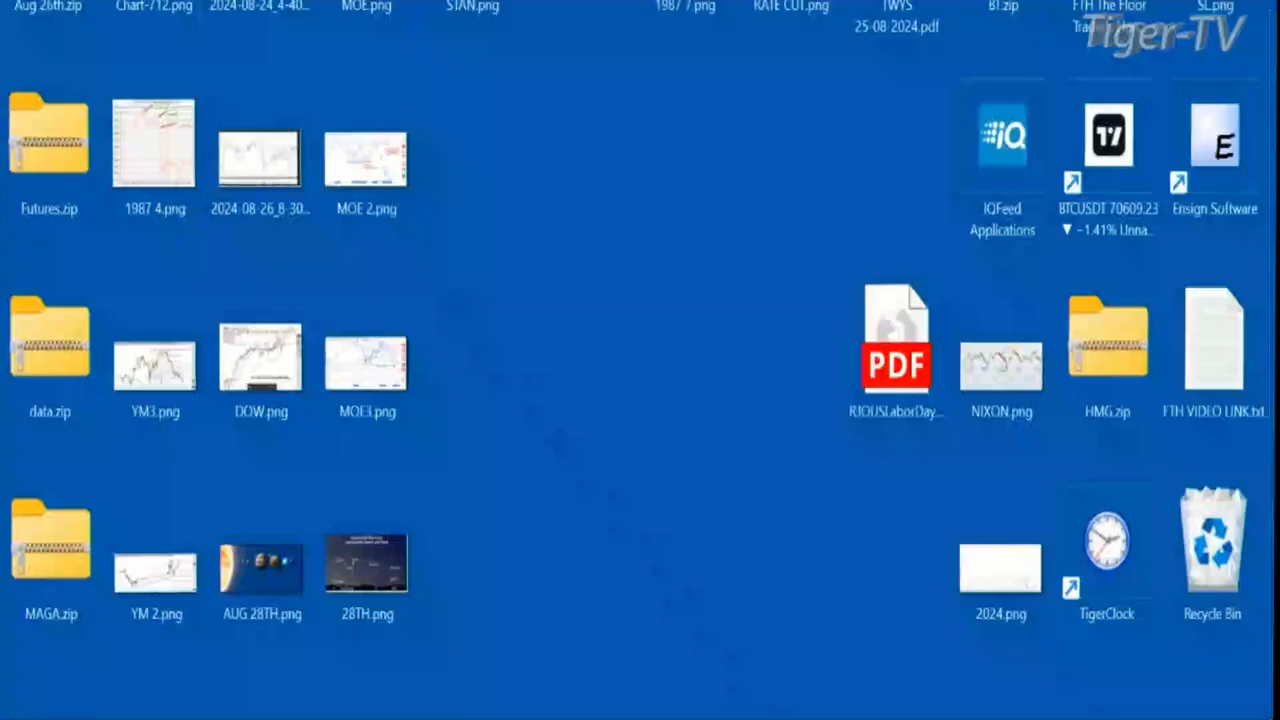 Aug 26th.zip
Chart-712.png
2024-08-24_4-40...
MOE.png
STAN.png
1987 7.png
RATE CUT.png
TWYS
25-08-2024.pdf
BT.zip
FTH The Floor
SL.png
Tiger-TV
Futures.zip
1987 4.png
2024-08-26_8-30...
MOE 2.png
iQ
IQFeed
Applications
BTCUSDT 70609.23
▼ −1.41% Unna...
E
Ensign Software
data.zip
YM3.png
DOW.png
MOE3.png
PDF
RJOUSLaborDay...
NIXON.png
HMG.zip
FTH VIDEO LINK.txt
MAGA.zip
YM 2.png
AUG 28TH.png
28TH.png
2024.png
TigerClock
Recycle Bin